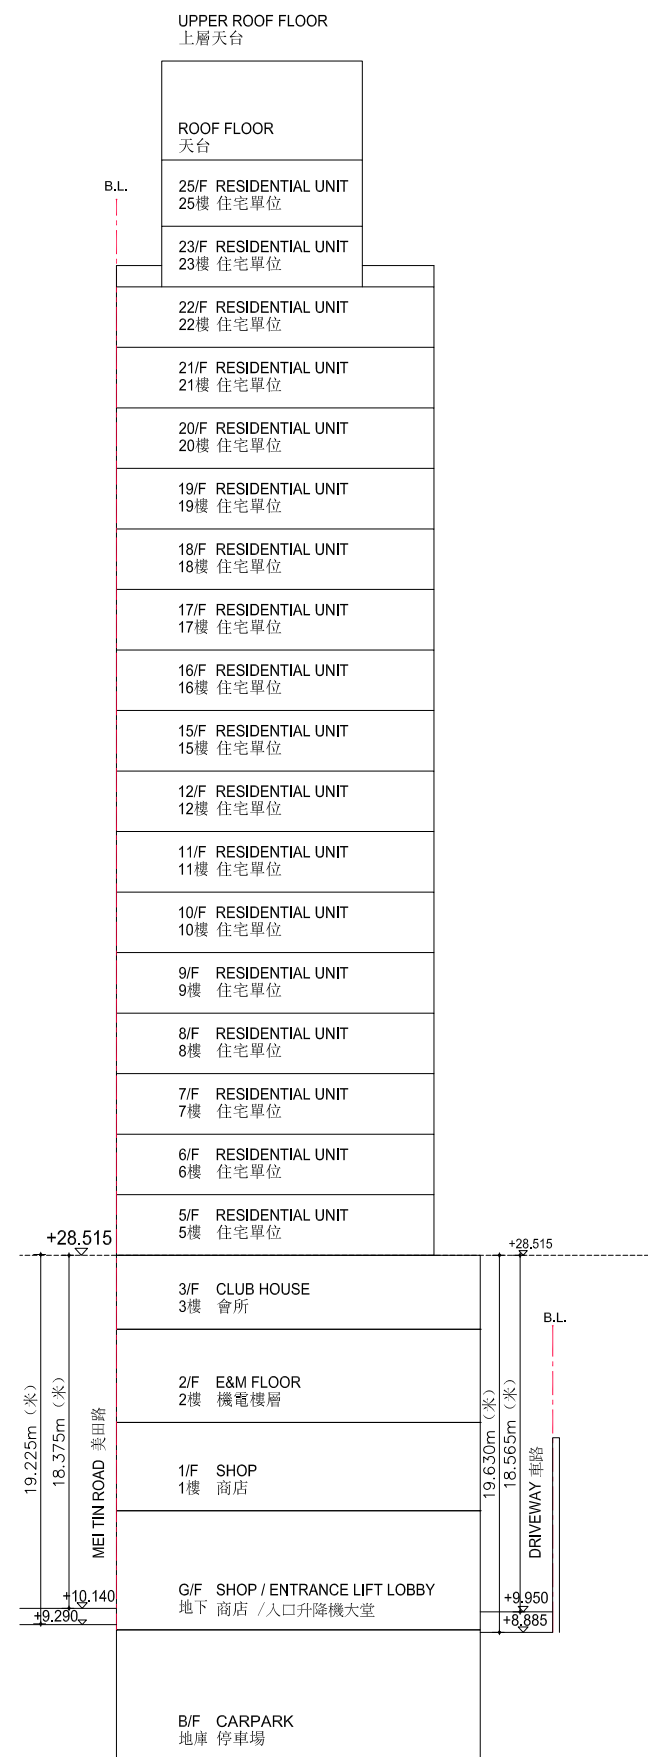 UPPER ROOF FLOOR
上層天台
ROOF FLOOR
天台
B.L.
25/F RESIDENTIAL UNIT
25樓 住宅單位
23/F RESIDENTIAL UNIT
23樓 住宅單位
22/F RESIDENTIAL UNIT
22樓 住宅單位
21/F RESIDENTIAL UNIT
21樓 住宅單位
20/F RESIDENTIAL UNIT
20樓 住宅單位
19/F RESIDENTIAL UNIT
19樓 住宅單位
18/F RESIDENTIAL UNIT
18樓 住宅單位
17/F RESIDENTIAL UNIT
17樓 住宅單位
16/F RESIDENTIAL UNIT
16樓 住宅單位
15/F RESIDENTIAL UNIT
15樓 住宅單位
12/F RESIDENTIAL UNIT
12樓 住宅單位
11/F RESIDENTIAL UNIT
11樓 住宅單位
10/F RESIDENTIAL UNIT
10樓 住宅單位
9/F RESIDENTIAL UNIT
9樓 住宅單位
8/F RESIDENTIAL UNIT
8樓 住宅單位
7/F RESIDENTIAL UNIT
7樓 住宅單位
6/F RESIDENTIAL UNIT
6樓 住宅單位
5/F RESIDENTIAL UNIT
5樓 住宅單位
+28.515
+28.515
3/F CLUB HOUSE
3樓 會所
B.L.
2/F E&M FLOOR
2樓 機電樓層
19.225m (米)
18.375m (米)
MEI TIN ROAD 美田路
19.630m (米)
18.565m (米)
DRIVEWAY 車路
1/F SHOP
1樓 商店
G/F SHOP / ENTRANCE LIFT LOBBY
地下 商店 /入口升降機大堂
+10.140
+9.290
+9.950
+8.885
B/F CARPARK
地庫 停車場